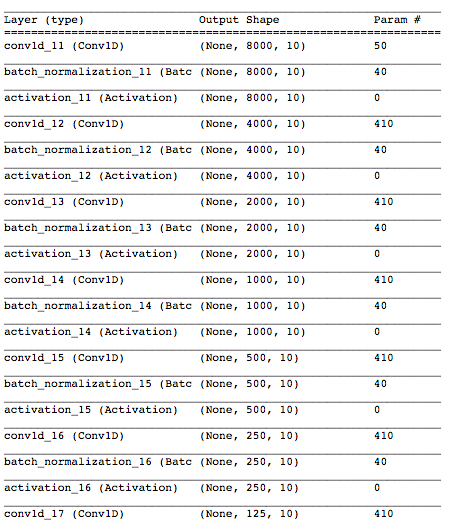 Layer (type) Output Shape Param #
=================================================================
conv1d_11 (Conv1D) (None, 8000, 10) 50
batch_normalization_11 (Batc (None, 8000, 10) 40
activation_11 (Activation) (None, 8000, 10) 0
conv1d_12 (Conv1D) (None, 4000, 10) 410
batch_normalization_12 (Batc (None, 4000, 10) 40
activation_12 (Activation) (None, 4000, 10) 0
conv1d_13 (Conv1D) (None, 2000, 10) 410
batch_normalization_13 (Batc (None, 2000, 10) 40
activation_13 (Activation) (None, 2000, 10) 0
conv1d_14 (Conv1D) (None, 1000, 10) 410
batch_normalization_14 (Batc (None, 1000, 10) 40
activation_14 (Activation) (None, 1000, 10) 0
conv1d_15 (Conv1D) (None, 500, 10) 410
batch_normalization_15 (Batc (None, 500, 10) 40
activation_15 (Activation) (None, 500, 10) 0
conv1d_16 (Conv1D) (None, 250, 10) 410
batch_normalization_16 (Batc (None, 250, 10) 40
activation_16 (Activation) (None, 250, 10) 0
conv1d_17 (Conv1D) (None, 125, 10) 410